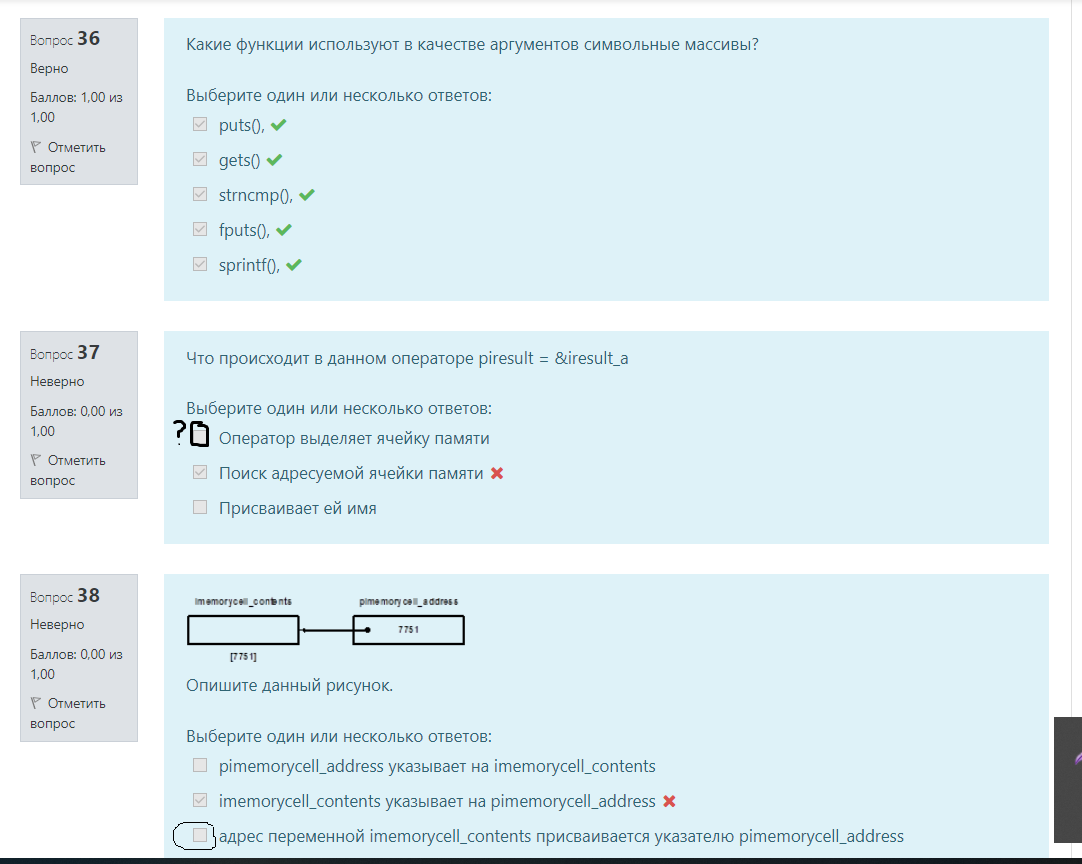 Вопрос 36
Верно
Баллов: 1,00 из
1,00
Отметить
вопрос
Какие функции используют в качестве аргументов символьные массивы?
Выберите один или несколько ответов:
puts(),
gets()
strncmp(),
fputs(),
sprintf(),
Вопрос 37
Неверно
Баллов: 0,00 из
1,00
Отметить
вопрос
Что происходит в данном операторе piresult = &iresult_a
Выберите один или несколько ответов:
? Оператор выделяет ячейку памяти
Поиск адресуемой ячейки памяти
Присваивает ей имя
Вопрос 38
Неверно
Баллов: 0,00 из
1,00
Отметить
вопрос
imemorycell_contents pimemorycell_address
7751
[7751]
Опишите данный рисунок.
Выберите один или несколько ответов:
pimemorycell_address указывает на imemorycell_contents
imemorycell_contents указывает на pimemorycell_address
адрес переменной imemorycell_contents присваивается указателю pimemorycell_address